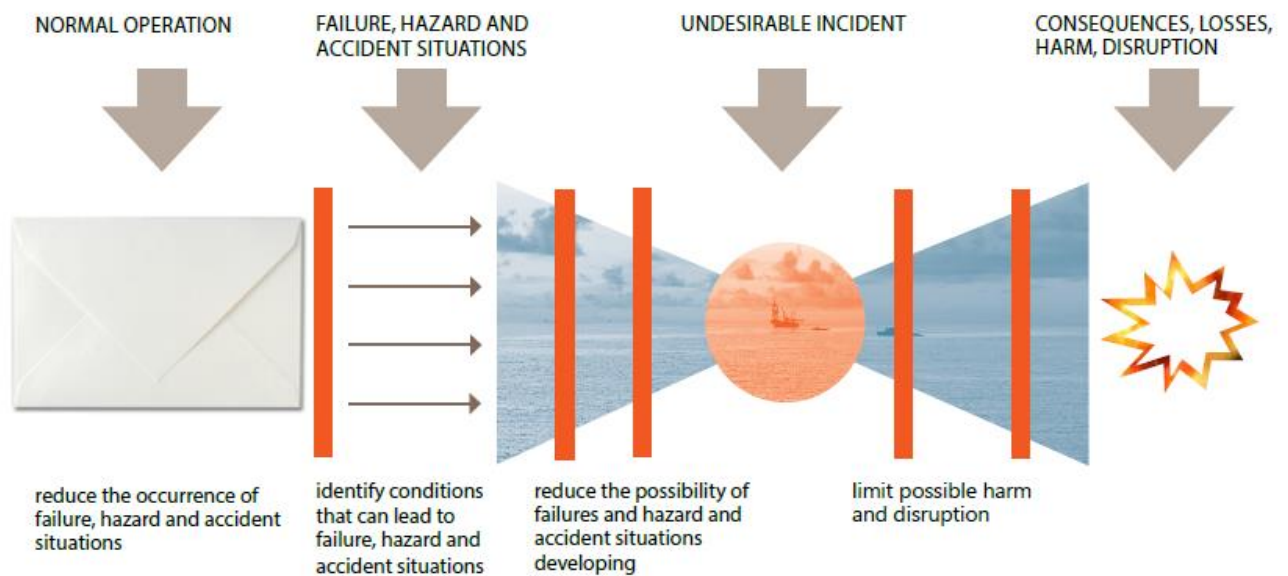 NORMAL OPERATION
FAILURE, HAZARD AND
ACCIDENT SITUATIONS
UNDESIRABLE INCIDENT
CONSEQUENCES, LOSSES,
HARM, DISRUPTION
reduce the occurrence of
failure, hazard and accident
situations
identify conditions
that can lead to
failure, hazard and
accident situations
reduce the possibility of
failures and hazard and
accident situations
developing
limit possible harm
and disruption